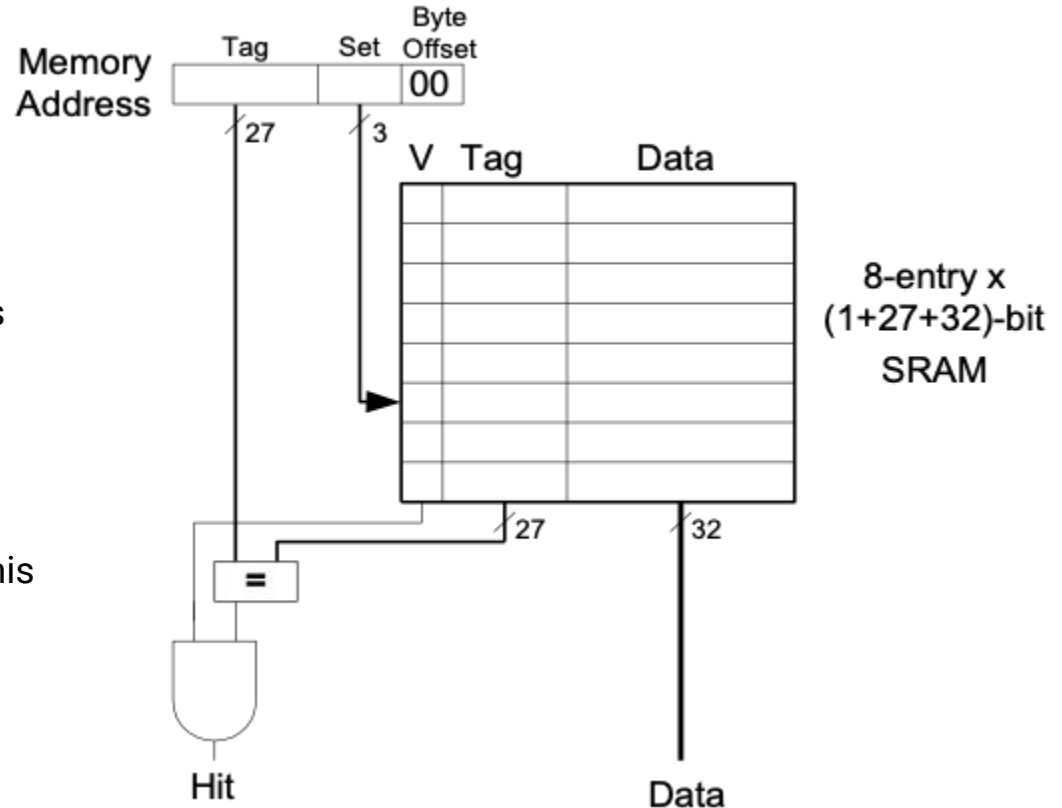 Byte
Tag Set Offset
Memory
Address
00
27
3
V Tag Data
8-entry x
(1+27+32)-bit
SRAM
s
27
32
his
=
Hit
Data